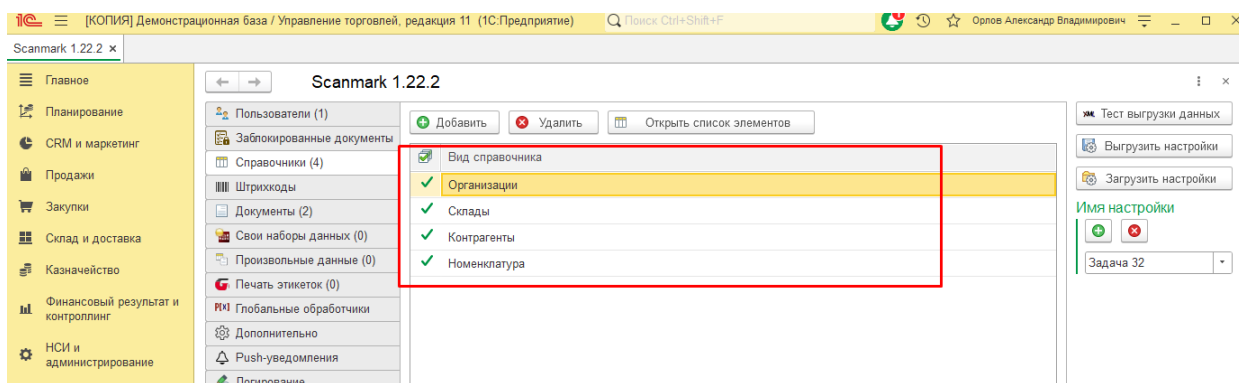 [КОПИЯ] Демонстрационная база / Управление торговлей, редакция 11 (1С:Предприятие)
Поиск Ctrl+Shift+F
Орлов Александр Владимирович
Scanmark 1.22.2 ×
Главное
Планирование
CRM и маркетинг
Продажи
Закупки
Склад и доставка
Казначейство
Финансовый результат и
контроллинг
НСИ и
администрирование
Scanmark 1.22.2
Пользователи (1)
Заблокированные документы
Справочники (4)
Штрихкоды
Документы (2)
Свои наборы данных (0)
Произвольные данные (0)
Печать этикеток (0)
Глобальные обработчики
Дополнительно
Push-уведомления
Логирование
Добавить
Удалить
Открыть список элементов
Вид справочника
Организации
Склады
Контрагенты
Номенклатура
Тест выгрузки данных
Выгрузить настройки
Загрузить настройки
Имя настройки
Задача 32